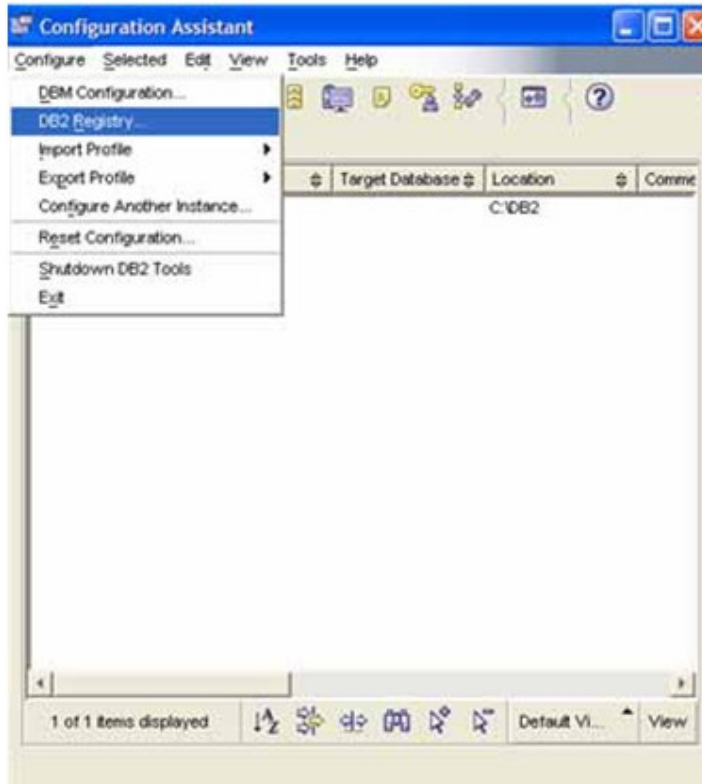 Configuration Assistant
Configure Selected Edit View Tools Help
DBM Configuration...
DB2 Registry...
Import Profile
Export Profile
Configure Another Instance...
Reset Configuration...
Shutdown DB2 Tools
Exit
Target Database Location Comme
C:\DB2
1 of 1 items displayed Default Vi... View